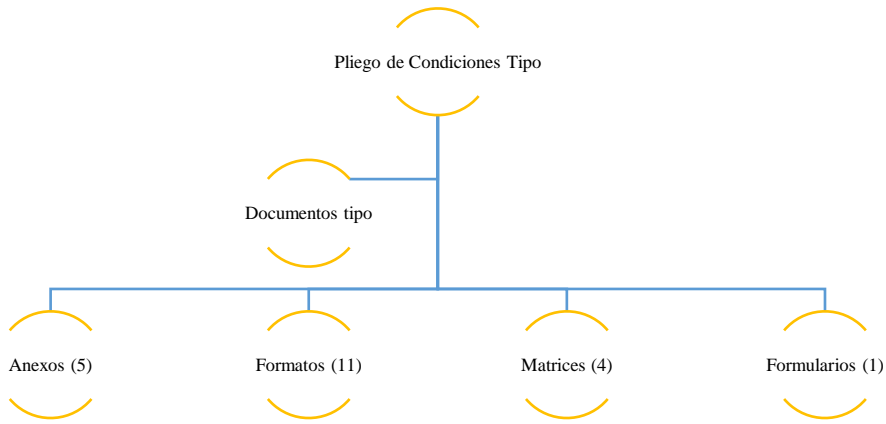 Pliego de Condiciones Tipo
Documentos tipo
Anexos (5)
Formatos (11)
Matrices (4)
Formularios (1)